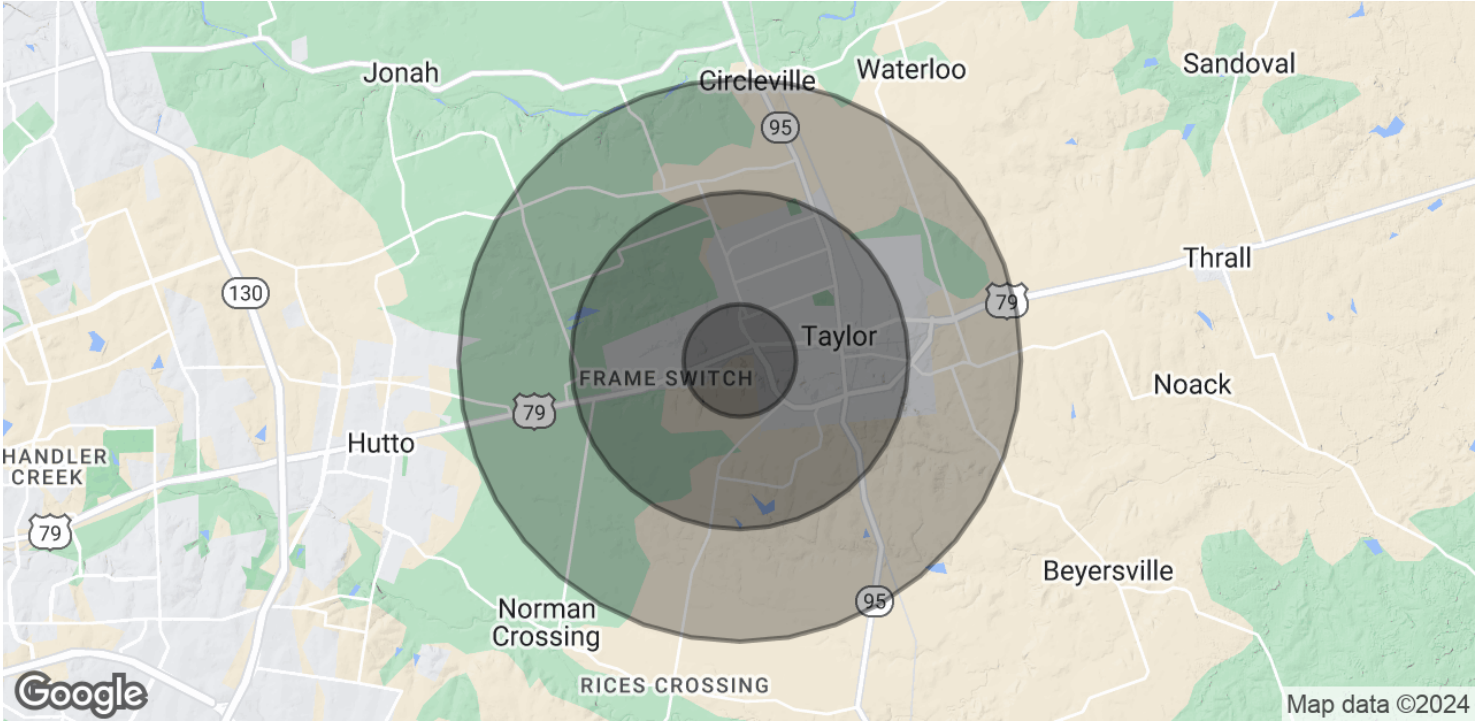 Jonah
Circleville
Waterloo
Sandoval
95
130
Thrall
79
Taylor
FRAME SWITCH
Noack
79
Hutto
HANDLER
CREEK
79
Beyersville
95
Norman
Crossing
RICES CROSSING
Google
Map data ©2024